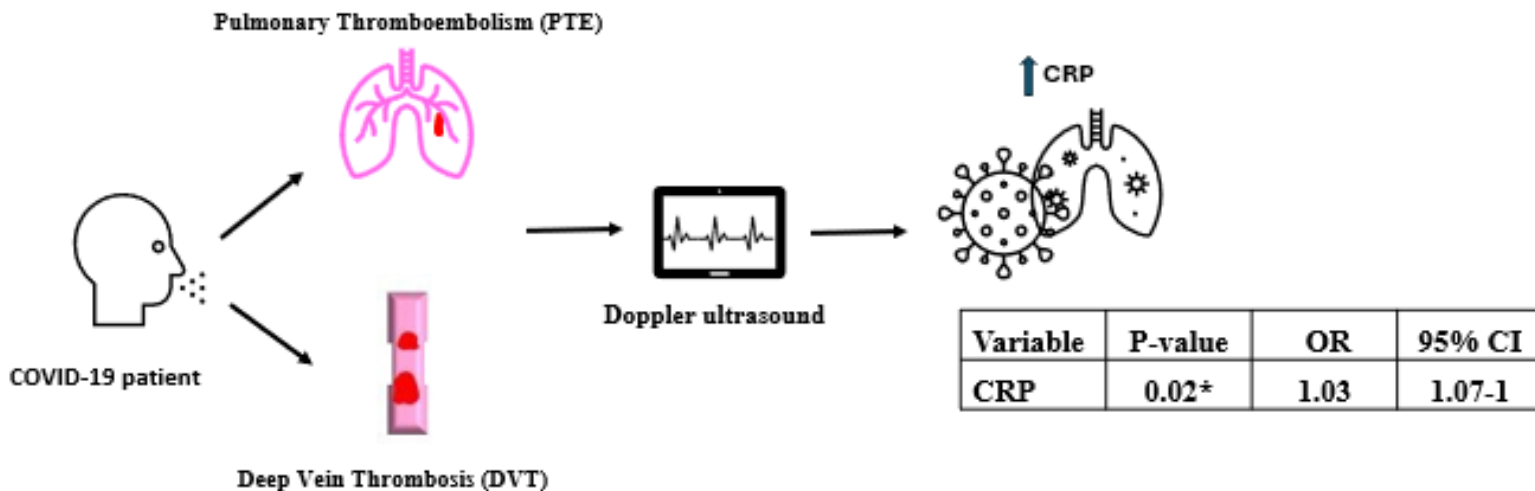 Pulmonary Thromboembolism (PTE)
CRP
Doppler ultrasound
COVID-19 patient
Deep Vein Thrombosis (DVT)
Variable P-value OR 95% CI
CRP 0.02* 1.03 1.07-1